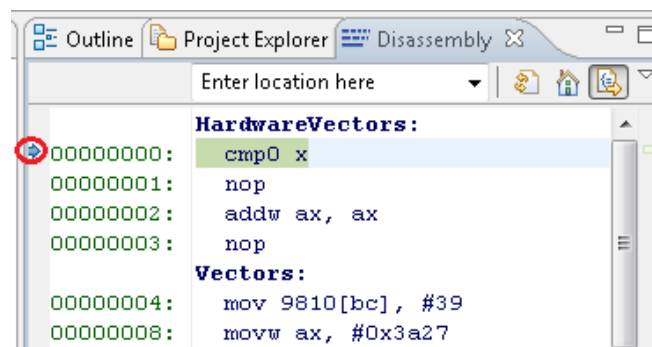 Outline Project Explorer Disassembly
Enter location here
HardwareVectors:
00000000: cmp0 x
00000001: nop
00000002: addw ax, ax
00000003: nop
Vectors:
00000004: mov 9810[bc], #39
00000008: movw ax, #0x3a27